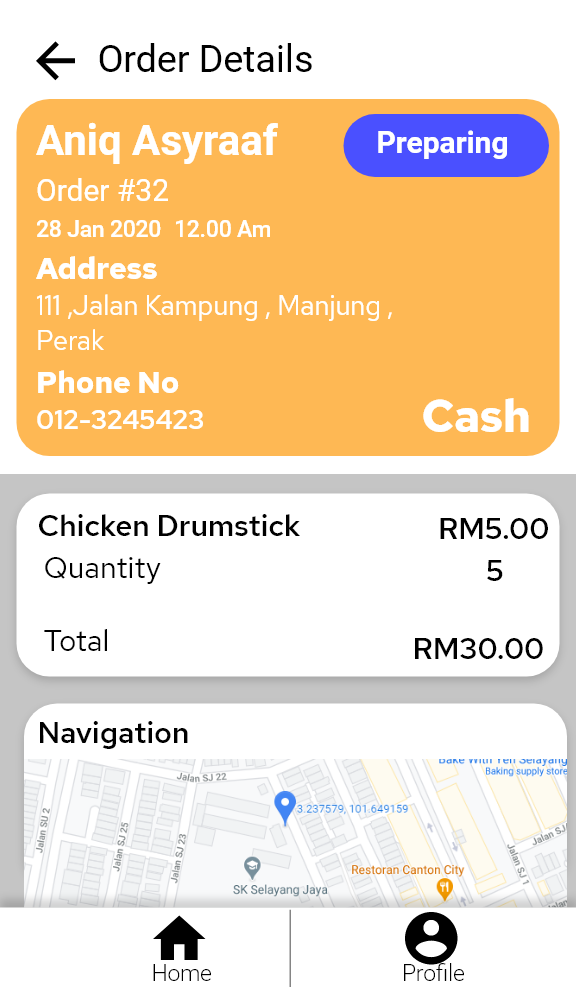 Order Details
Aniq Asyraaf
Preparing
Order #32
28 Jan 2020 12.00 Am
Address
111 ,Jalan Kampung , Manjung ,
Perak
Phone No
012-3245423
Cash
Chicken Drumstick RM5.00
Quantity 5
Total RM30.00
Navigation
Bake With Yen Selayang
Baking supply store
Jalan SJ 22
3.237579, 101.649159
Jalan SU 2
Jalan SJ 25
Jalan SJ 23
Jalan SJ
Jalan SJ 1
Restoran Canton City
SK Selayang Jaya
Home
Profile